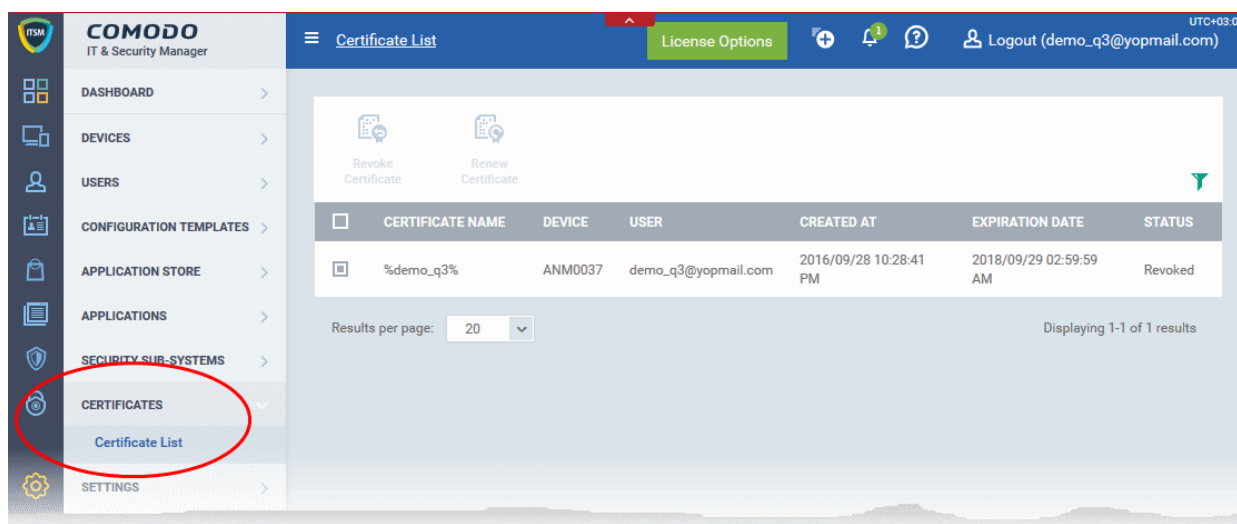 UTC+03:0
ITSM
COMODO
IT & Security Manager
Certificate List
License Options
1
Logout (demo_q3@yopmail.com)
DASHBOARD
DEVICES
USERS
CONFIGURATION TEMPLATES
APPLICATION STORE
APPLICATIONS
SECURITY SUB-SYSTEMS
CERTIFICATES
Certificate List
SETTINGS
Revoke
Certificate
Renew
Certificate
CERTIFICATE NAME DEVICE USER CREATED AT EXPIRATION DATE STATUS
%demo_q3% ANM0037 demo_q3@yopmail.com 2016/09/28 10:28:41 PM 2018/09/29 02:59:59 AM Revoked
Results per page: 20 Displaying 1-1 of 1 results